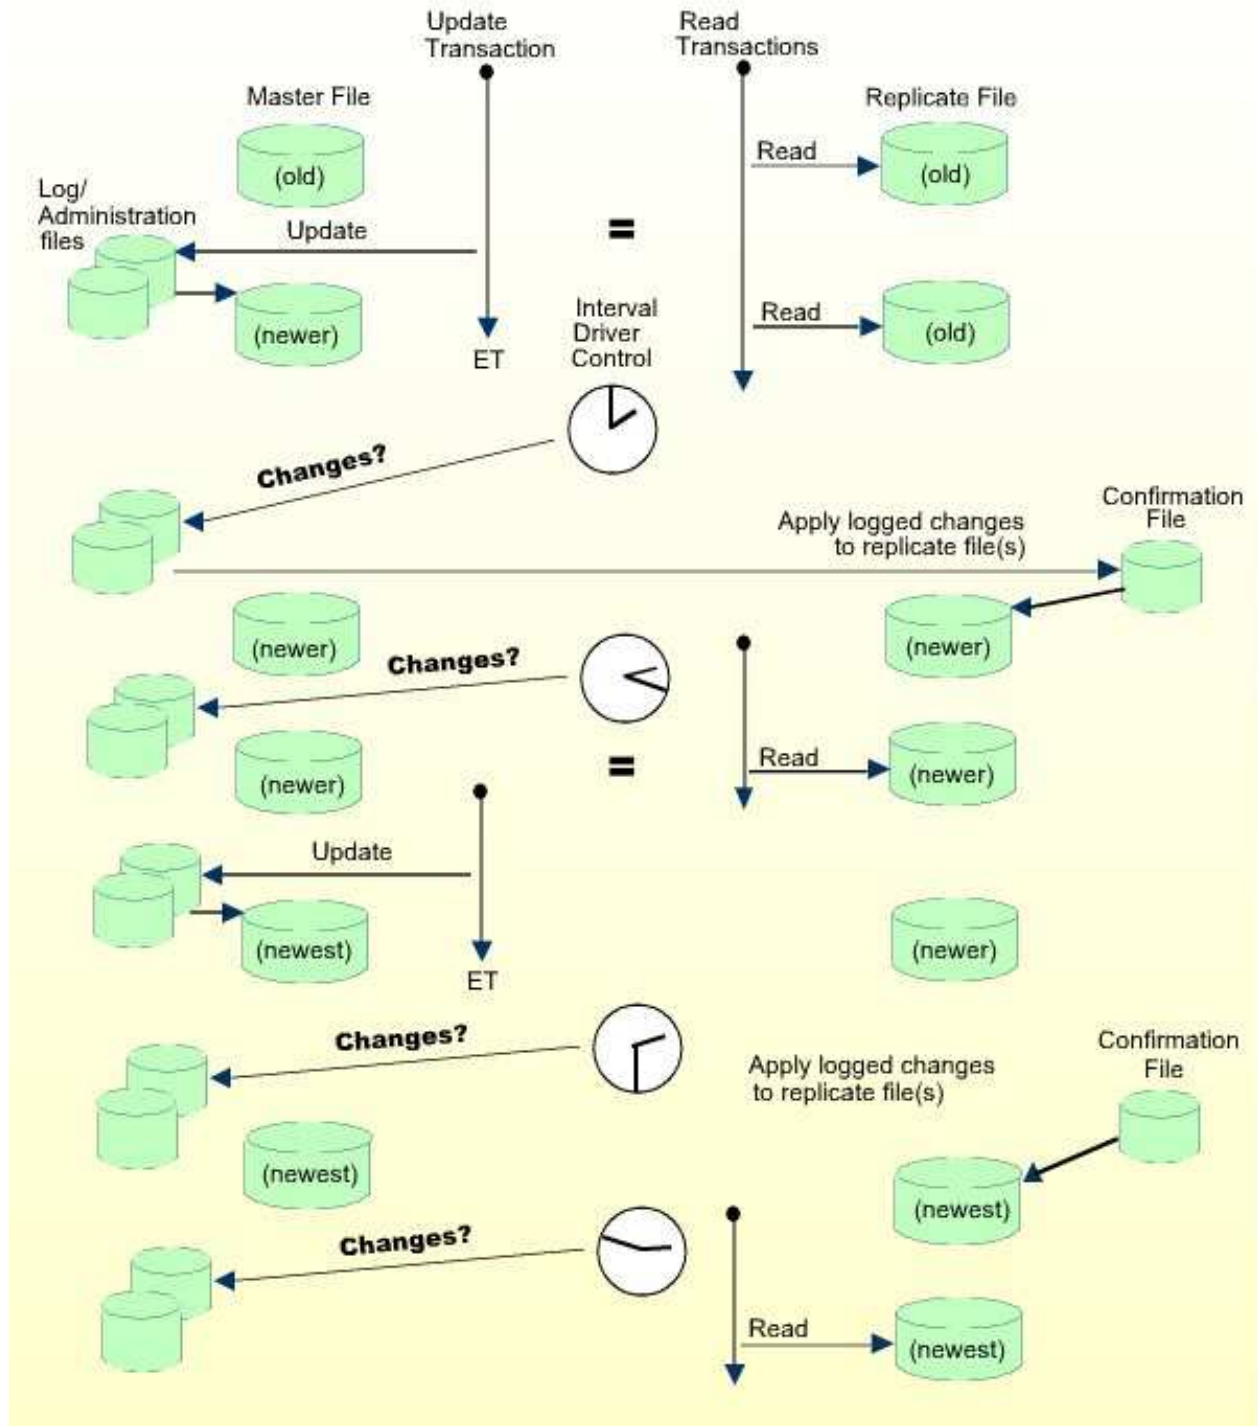 Update
Transaction
Read
Transactions
Master File
Replicate File
(old)
Read
(old)
Log/
Administration
files
Update
=
(newer)
Interval
Driver
Control
Read
(old)
ET
Changes?
Apply logged changes
to replicate file(s)
Confirmation
File
(newer)
Changes?
(newer)
(newer)
=
Read
(newer)
Update
(newest)
(newer)
ET
Changes?
Apply logged changes
to replicate file(s)
Confirmation
File
(newest)
(newest)
Changes?
Read
(newest)